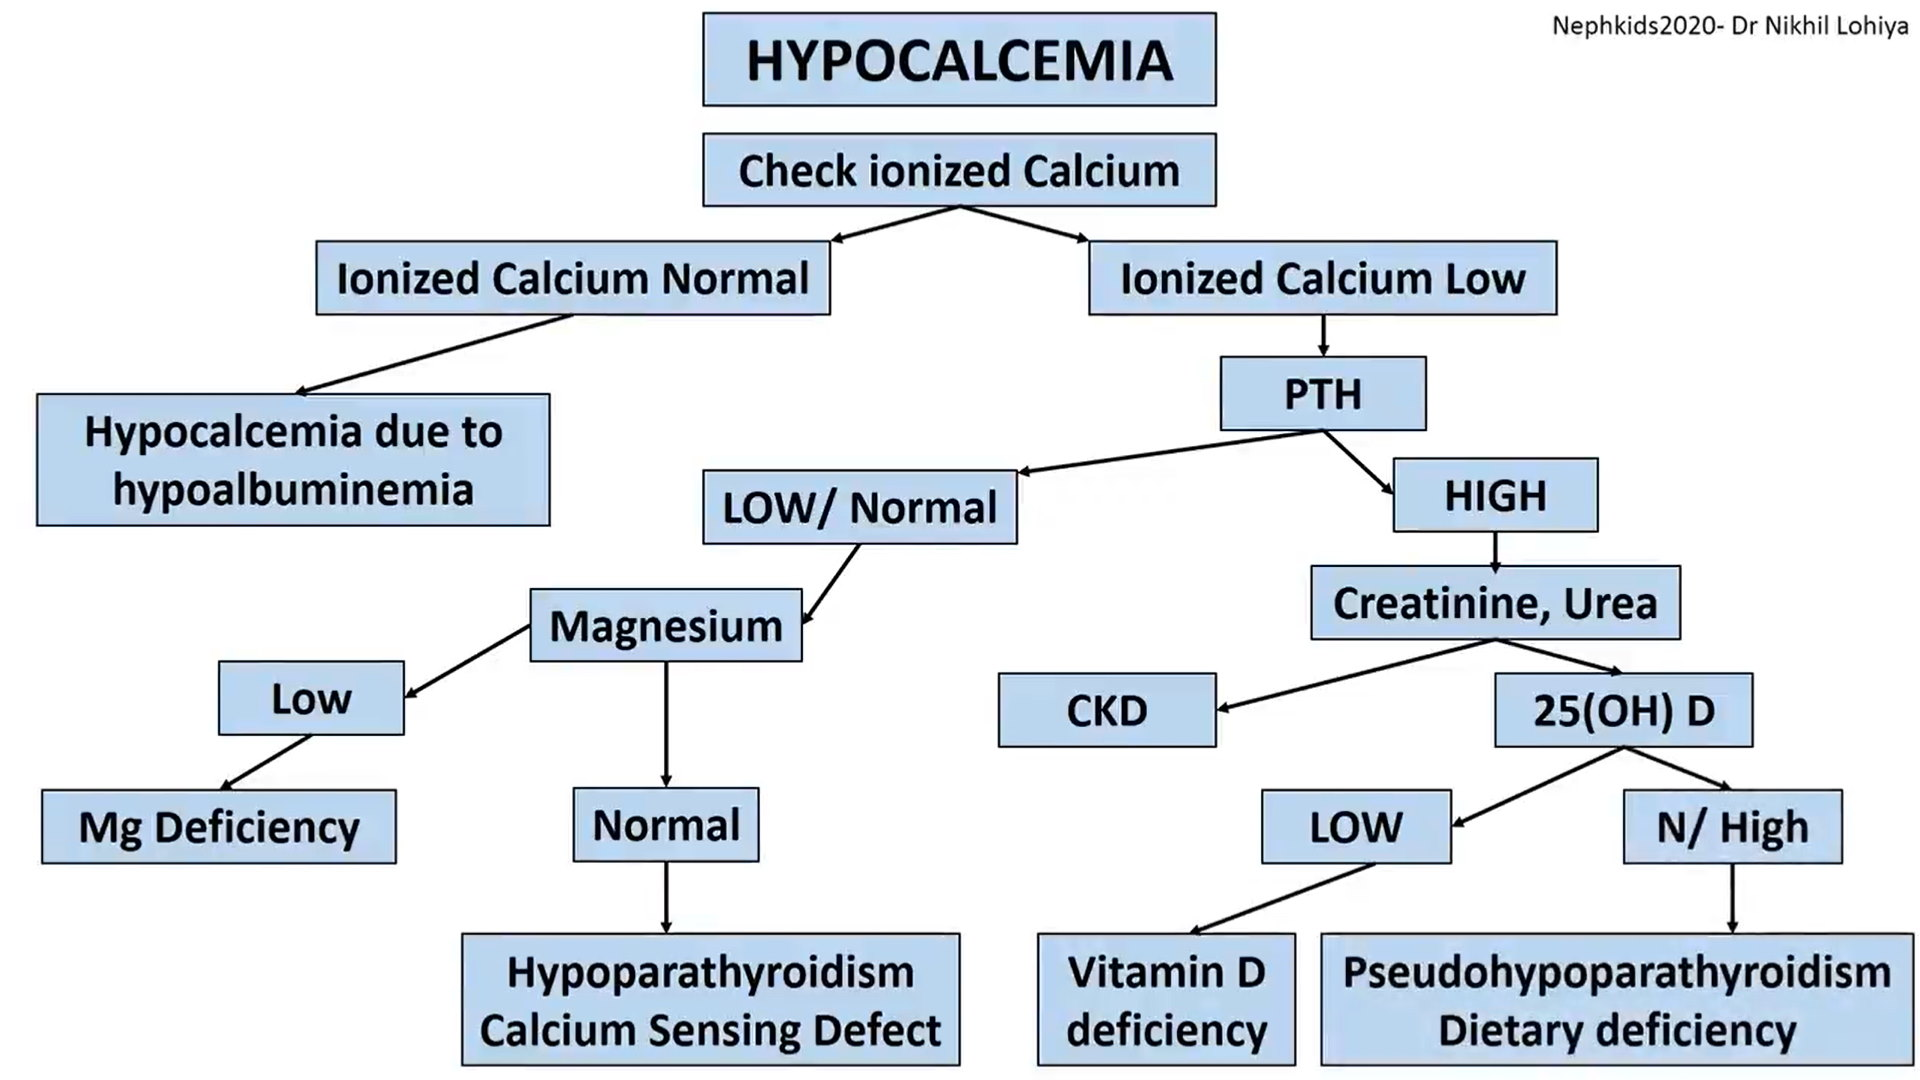 Nephkids2020- Dr Nikhil Lohiya
HYPOCALCEMIA
Check ionized Calcium
Ionized Calcium Normal
Ionized Calcium Low
Hypocalcemia due to
hypoalbuminemia
PTH
LOW/ Normal
HIGH
Magnesium
Creatinine, Urea
Low
CKD
25(OH) D
Mg Deficiency
Normal
LOW
N/ High
Hypoparathyroidism
Calcium Sensing Defect
Vitamin D
deficiency
Pseudohypoparathyroidism
Dietary deficiency